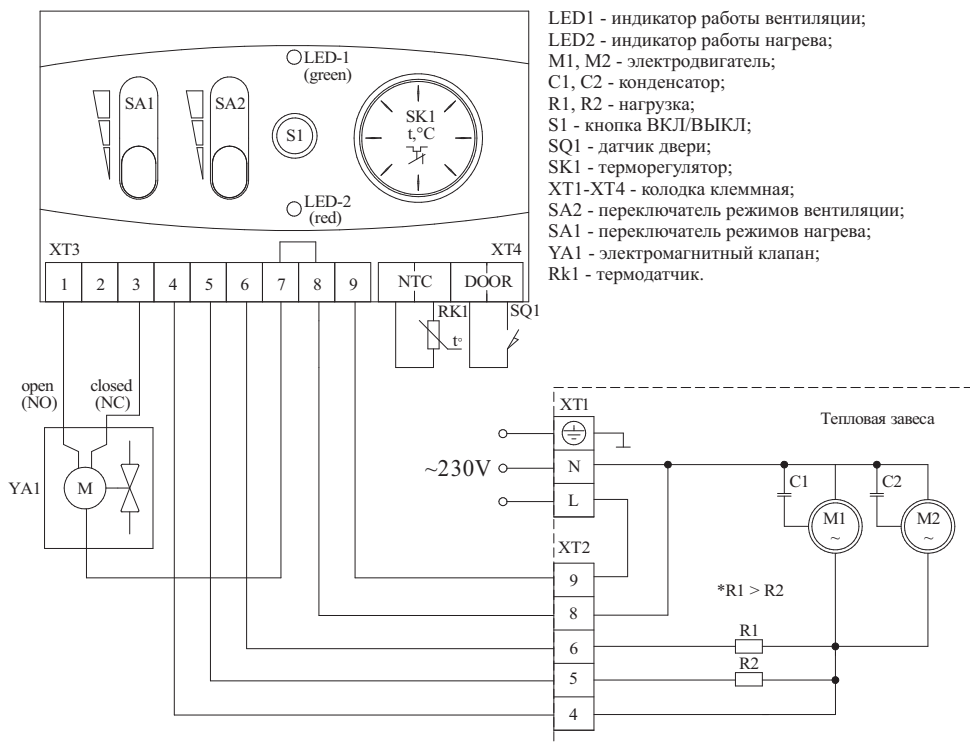 LED1 - индикатор работы вентиляции;
LED2 - индикатор работы нагрева;
M1, M2 - электродвигатель;
C1, C2 - конденсатор;
R1, R2 - нагрузка;
S1 - кнопка ВКЛ/ВЫКЛ;
SQ1 - датчик двери;
SK1 - терморегулятор;
XT1-XT4 - колодка клеммная;
SA2 - переключатель режимов вентиляции;
SA1 - переключатель режимов нагрева;
YA1 - электромагнитный клапан;
Rk1 - термодатчик.
LED-1
(green)
SA1
SA2
S1
SK1
t,°C
LED-2
(red)
XT3
XT4
1 2 3 4 5 6 7 8 9 NTC DOOR
RK1
t°
SQ1
open
(NO)
closed
(NC)
YA1
M
XT1
Тепловая завеса
~230V
N
L
C1
C2
M1
~
M2
~
XT2
9
8
6
5
4
*R1 > R2
R1
R2